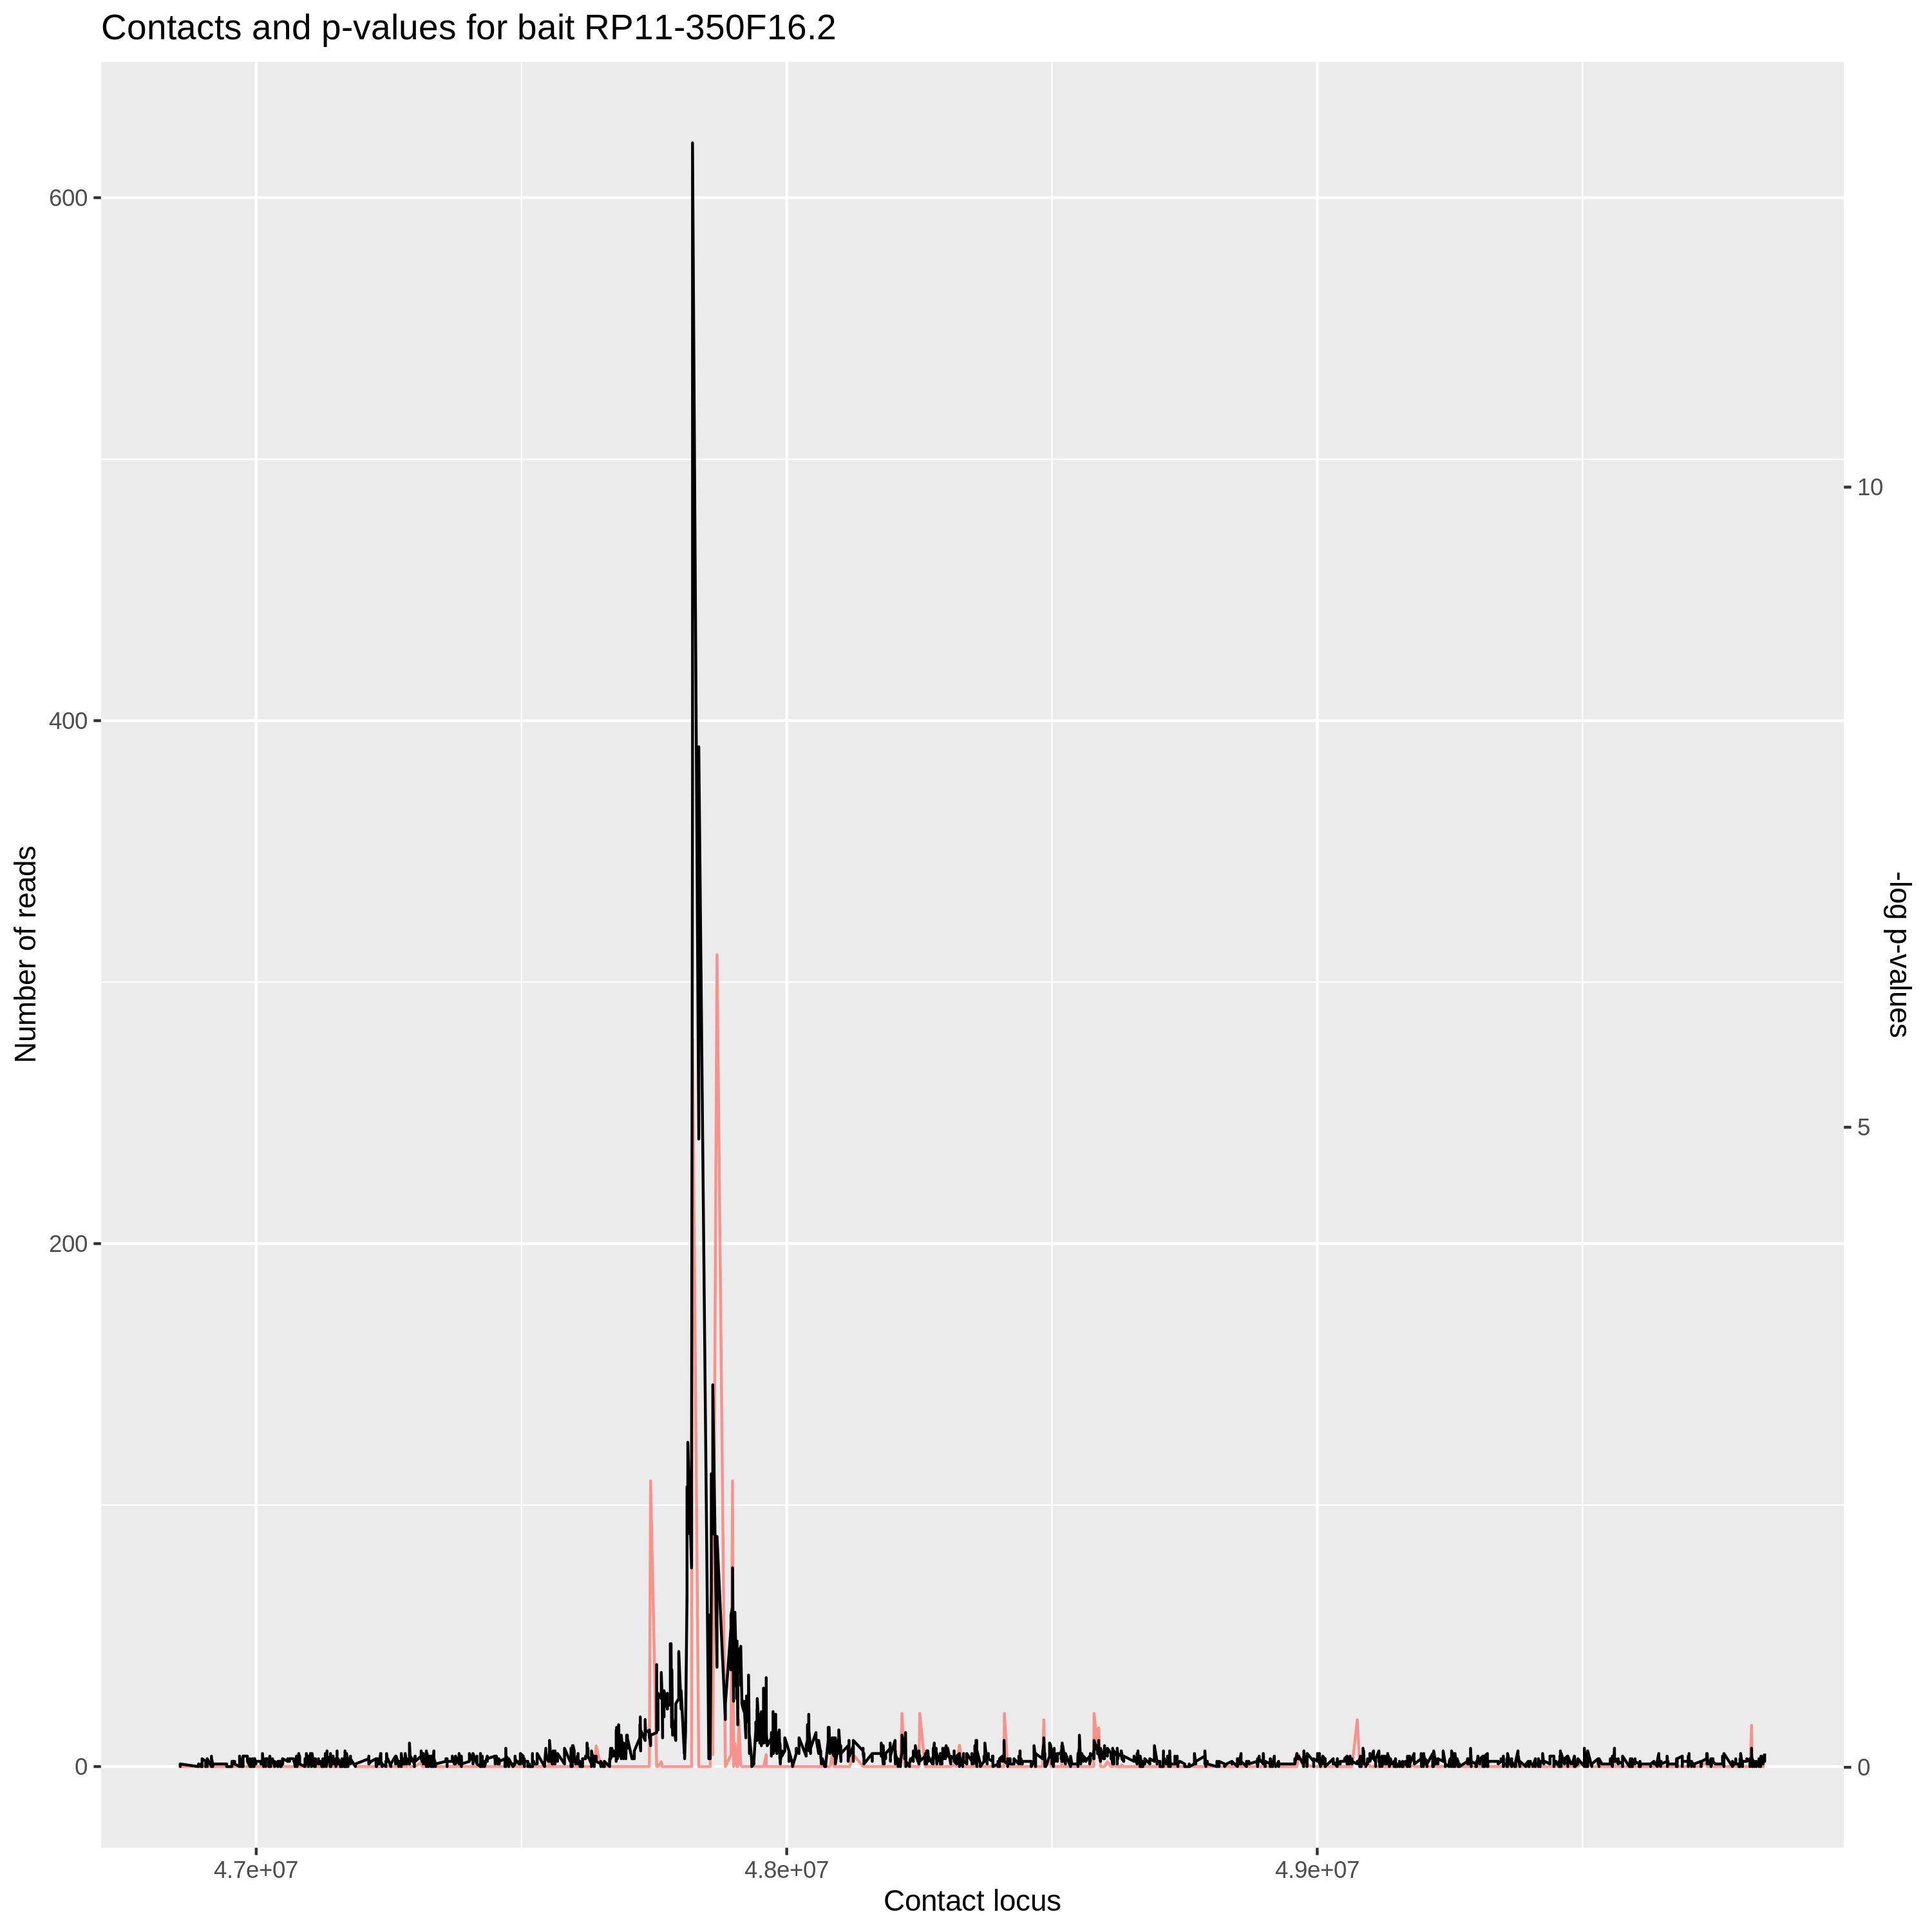 Contacts and p-values for bait RP11-350F16.2
600
400
200
0
Number of reads
10
5
0
-log p-values
4.7e+07
4.8e+07
4.9e+07
Contact locus